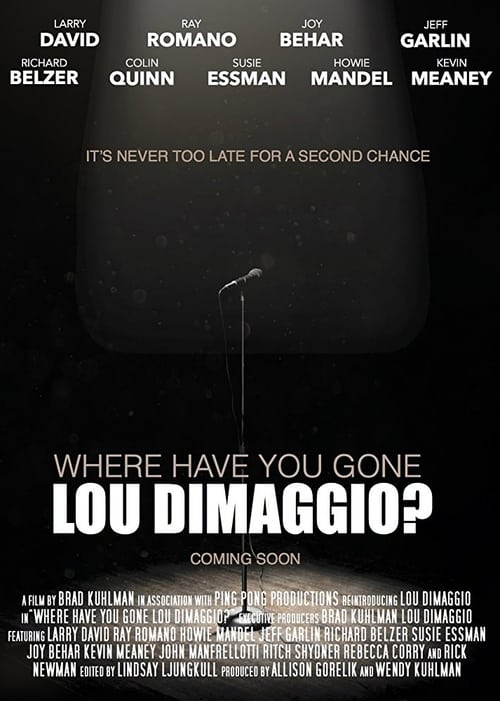 LARRY RAY JOY JEFF
DAVID ROMANO BEHAR GARLIN
RICHARD COLIN SUSIE HOWIE KEVIN
BELZER QUINN ESSMAN MANDEL MEANEY
IT'S NEVER TOO LATE FOR A SECOND CHANCE
WHERE HAVE YOU GONE
LOU DIMAGGIO?
COMING SOON
A FILM BY BRAD KUHLMAN IN ASSOCIATION WITH PING PONG PRODUCTIONS REINTRODUCING LOU DIMAGGIO
IN "WHERE HAVE YOU GONE LOU DIMAGGIO?" EXECUTIVE PRODUCERS BRAD KUHLMAN LOU DIMAGGIO
FEATURING LARRY DAVID RAY ROMANO HOWIE MANDEL JEFF GARLIN RICHARD BELZER SUSIE ESSMAN
JOY BEHAR KEVIN MEANEY JOHN MANFRELLOTTI RITCH SHYDNER REBECCA CORRY AND RICK
NEWMAN EDITED BY LINDSAY LJUNGKULL PRODUCED BY ALLISON GORELIK AND WENDY KUHLMAN